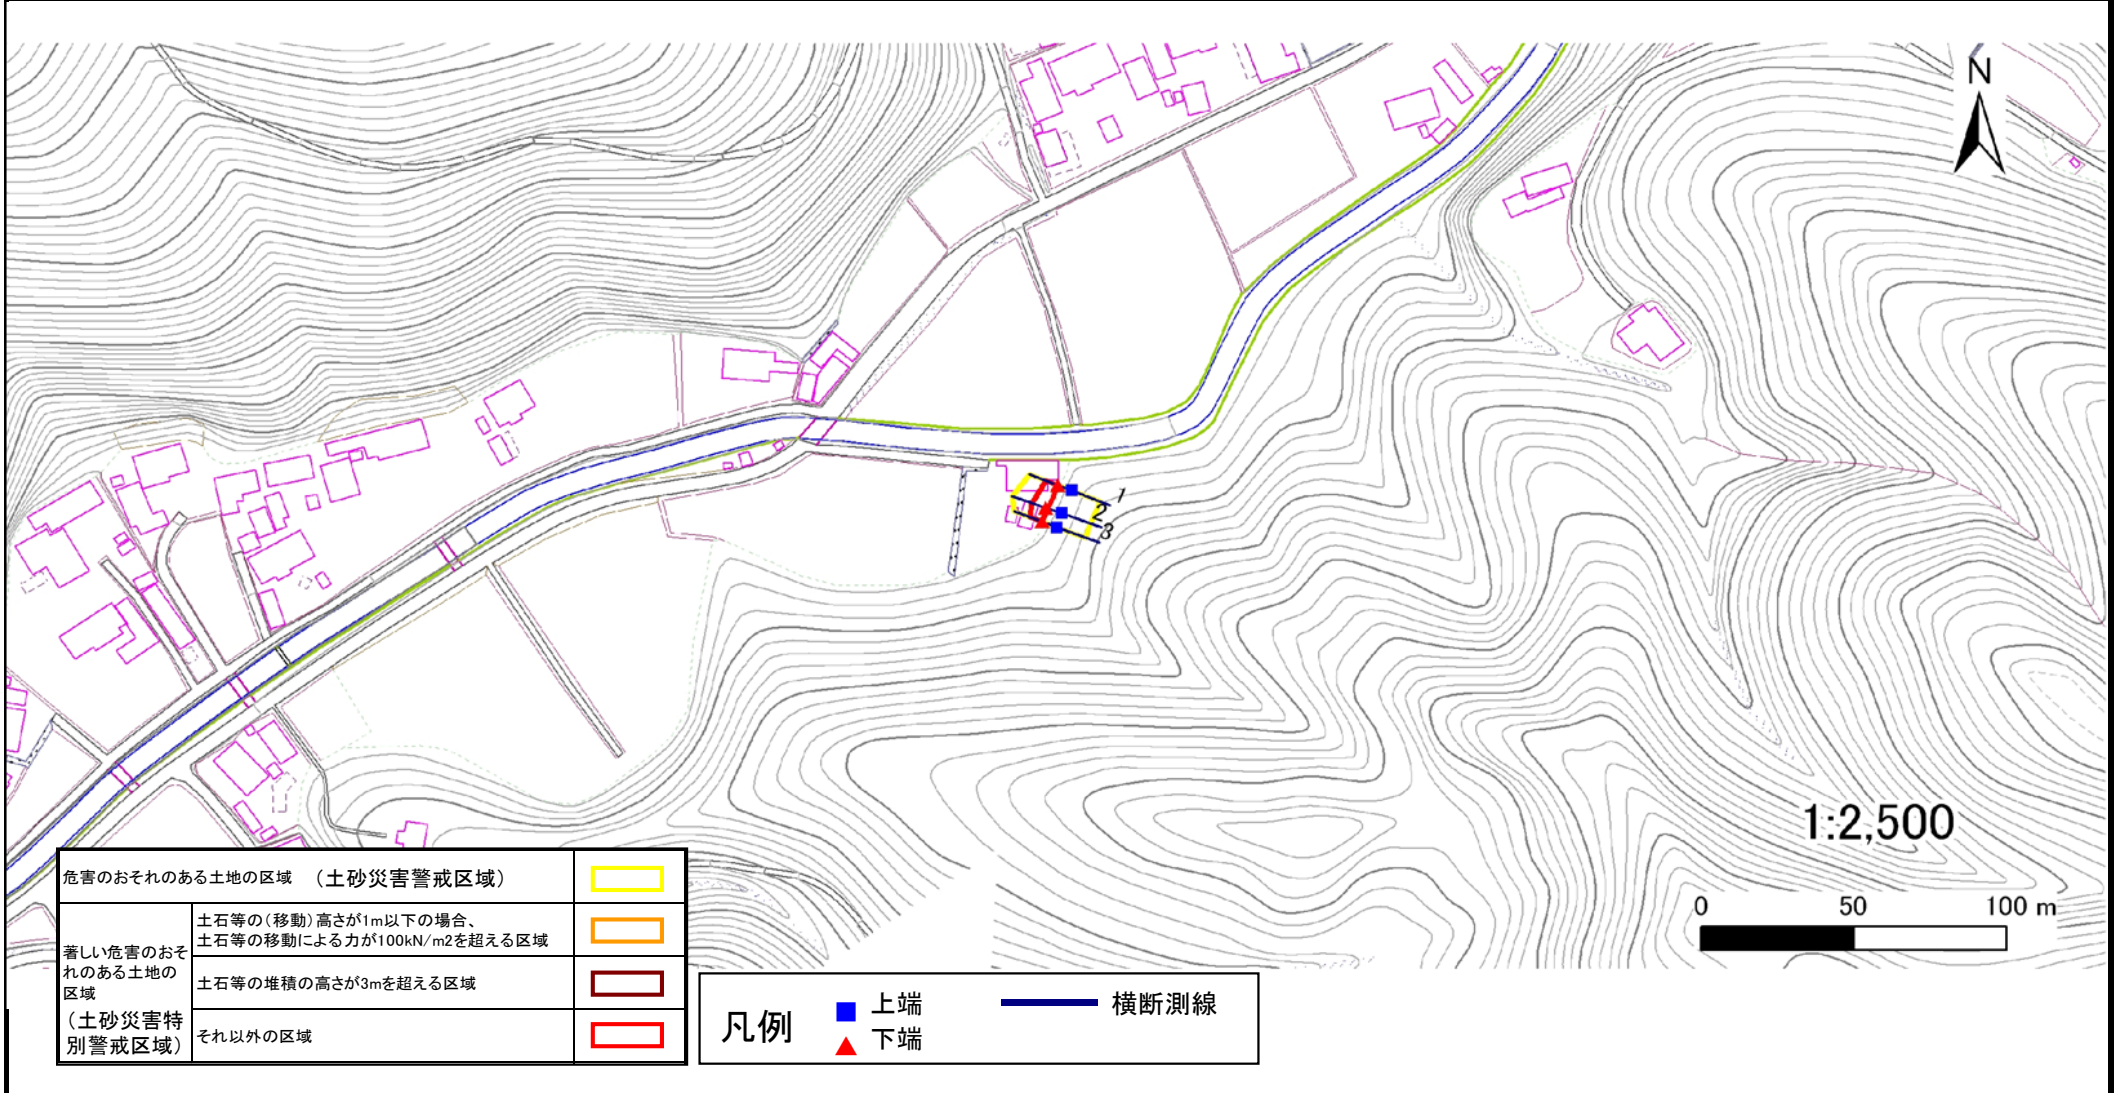 N
1
2
3
1:2,500
0 50 100 m
危害のおそれのある土地の区域 （土砂災害警戒区域）
著しい危害のおそ
れのある土地の
区域
（土砂災害特
別警戒区域）
土石等の（移動）高さが1m以下の場合、
土石等の移動による力が100kN/m2を超える区域
土石等の堆積の高さが3mを超える区域
それ以外の区域
凡例
上端
下端
横断測線